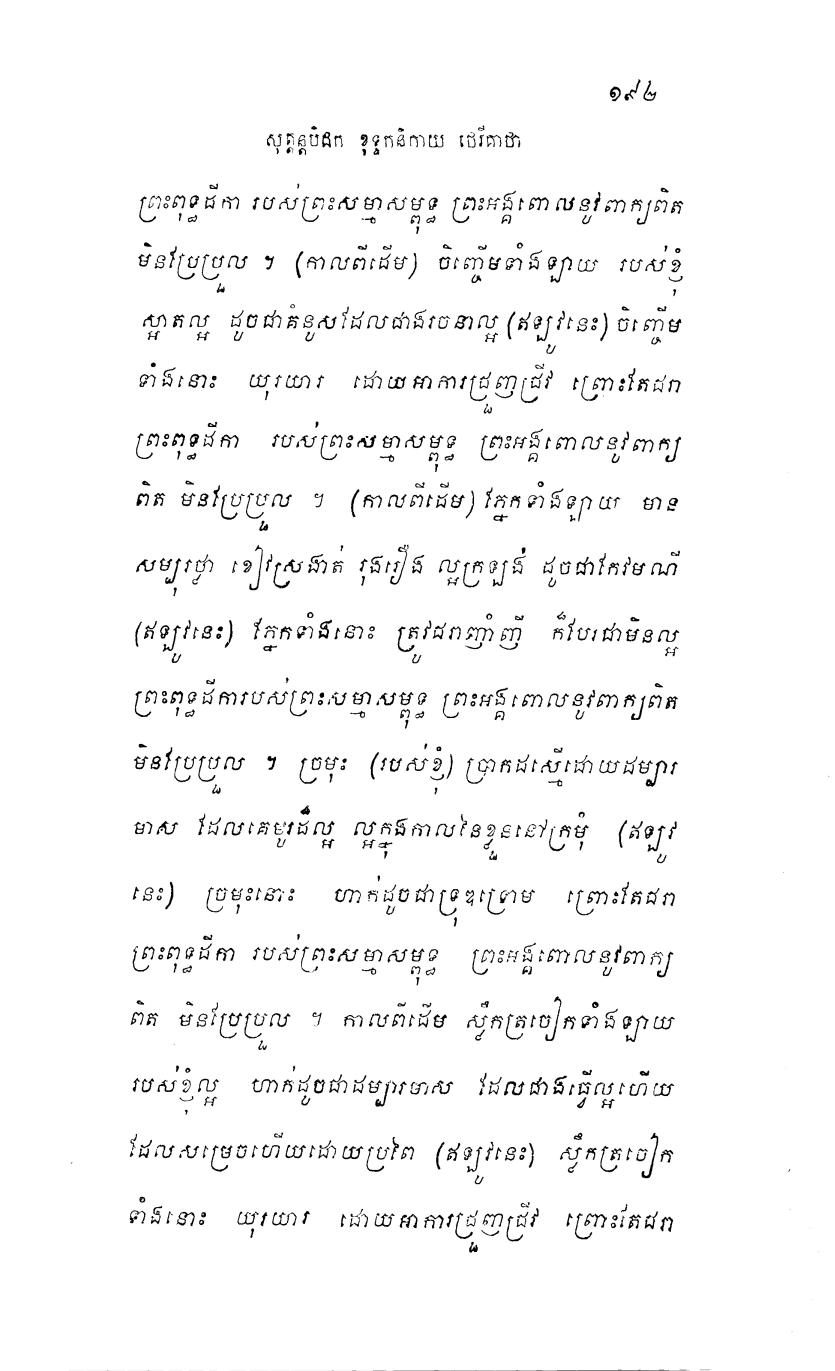 ១៩៤
សុត្តន្តបិដក ខុទ្ទកនិកាយ ថេរីគាថា
ព្រះពុទ្ធដីកា របស់ព្រះសម្មាសម្ពុទ្ធ ព្រះអង្គពោលនូវពាក្យពិត
មិនប្រែប្រួល ។ (កាលពីដើម) ចិញ្ចើមទាំងឡាយ របស់ខ្ញុំ
ស្អាតល្អ ដូចជាគំនូសដែលជាងរចនាល្អ (ឥឡូវនេះ) ចិញ្ចើម
ទាំងនោះ យុរយារ ដោយអាការជ្រួញជ្រីវ ព្រោះតែជរា
ព្រះពុទ្ធដីកា របស់ព្រះសម្មាសម្ពុទ្ធ ព្រះអង្គពោលនូវពាក្យ
ពិត មិនប្រែប្រួល ។ (កាលពីដើម) ភ្នែកទាំងឡាយ មាន
សម្បុរថ្លា ខៀវស្រងាត់ រុងរឿង ល្អក្រឡង់ ដូចជាកែវមណី
(ឥឡូវនេះ) ភ្នែកទាំងនោះ ត្រូវជរាញាំញី ក៏បែរជាមិនល្អ
ព្រះពុទ្ធដីការបស់ព្រះសម្មាសម្ពុទ្ធ ព្រះអង្គពោលនូវពាក្យពិត
មិនប្រែប្រួល ។ ច្រមុះ (របស់ខ្ញុំ) ប្រាកដស្មើដោយដម្បារ
មាស ដែលគេមូរដ៏ល្អ ល្អក្នុងកាលនៃខ្លួននៅក្រមុំ (ឥឡូវ
នេះ) ច្រមុះនោះ ហាក់ដូចជាទ្រុឌទ្រោម ព្រោះតែជរា
ព្រះពុទ្ធដីកា របស់ព្រះសម្មាសម្ពុទ្ធ ព្រះអង្គពោលនូវពាក្យ
ពិត មិនប្រែប្រួល ។ កាលពីដើម ស្លឹកត្រចៀកទាំងឡាយ
របស់ខ្ញុំល្អ ហាក់ដូចជាដម្បារមាស ដែលជាងធ្វើល្អហើយ
ដែលសម្រេចហើយដោយប្រពៃ (ឥឡូវនេះ) ស្លឹកត្រចៀក
ទាំងនោះ យុរយារ ដោយអាការជ្រួញជ្រីវ ព្រោះតែជរា